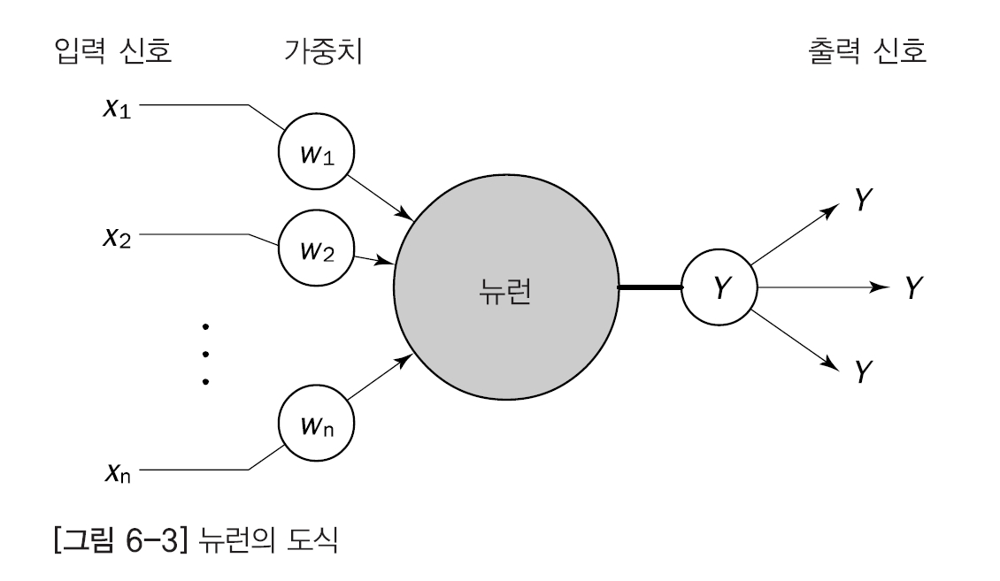 입력 신호 가중치 출력 신호
x1
w1
x2
w2
뉴런
Y
Y
Y
Y
wn
xn
[그림 6-3] 뉴런의 도식